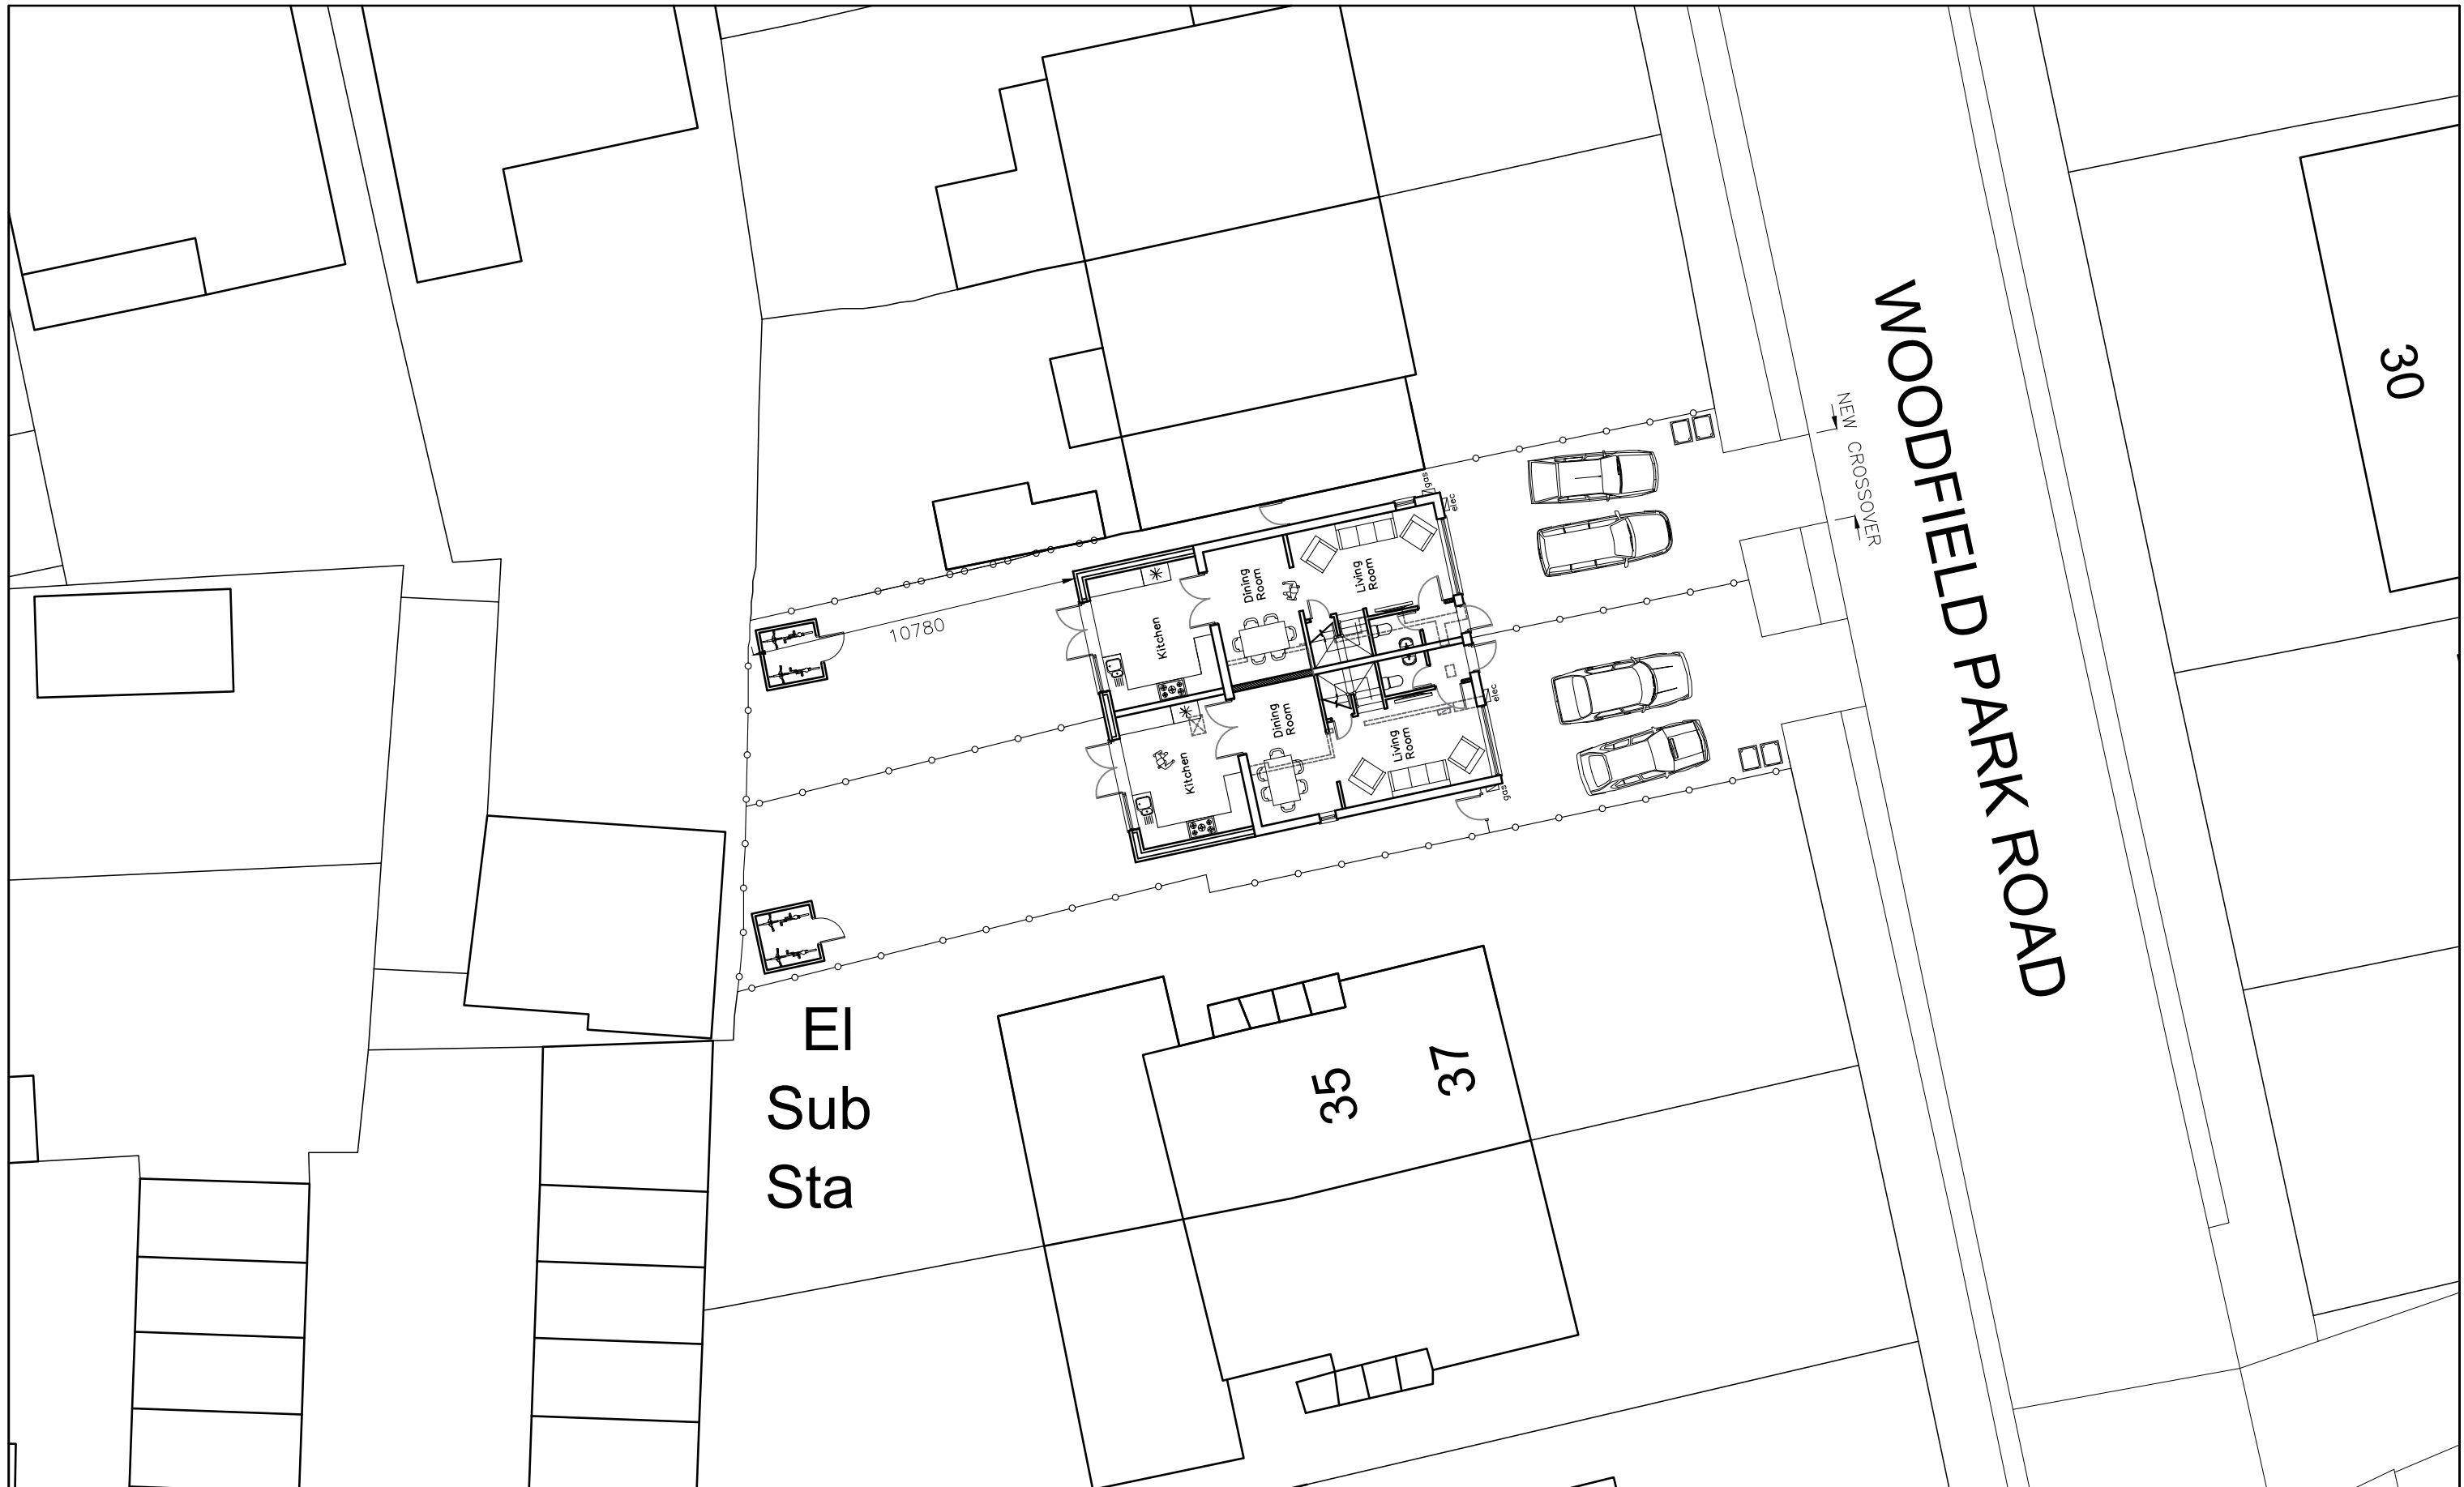 WOODFIELD PARK ROAD
30
NEW CROSSOVER
gas
elec
Living
Room
Dining
Room
Kitchen
10780
elec
Living
Room
Dining
Room
Kitchen
gas
El
Sub
Sta
35
37